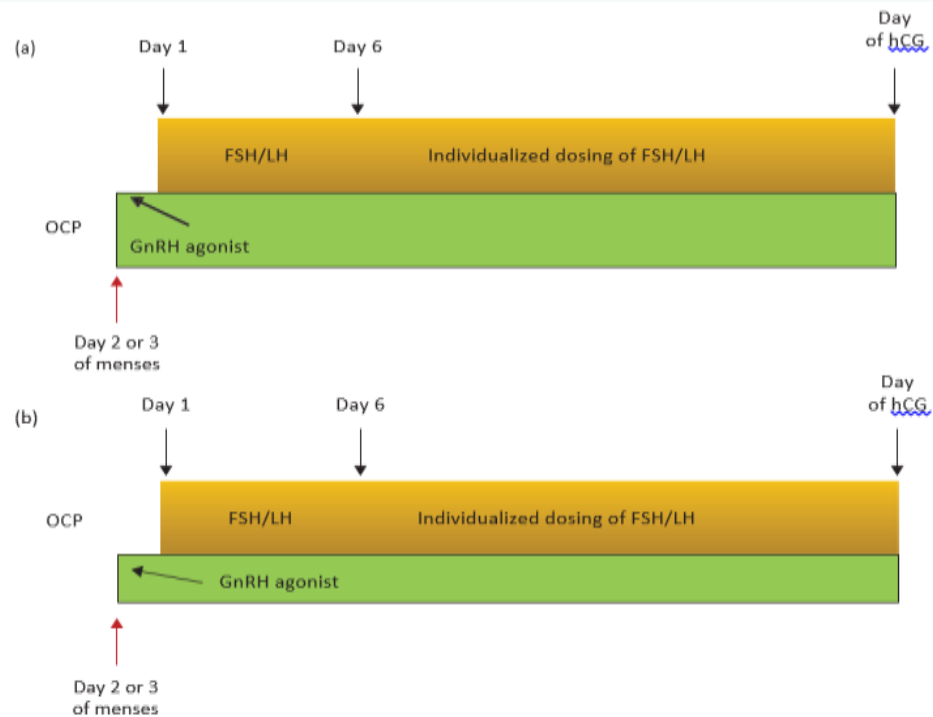 (a)
Day 1
Day 6
Day
of hCG
FSH/LH
Individualized dosing of FSH/LH
OCP
GnRH agonist
Day 2 or 3
of menses
(b)
Day 1
Day 6
Day
of hCG
OCP
FSH/LH
Individualized dosing of FSH/LH
GnRH agonist
Day 2 or 3
of menses